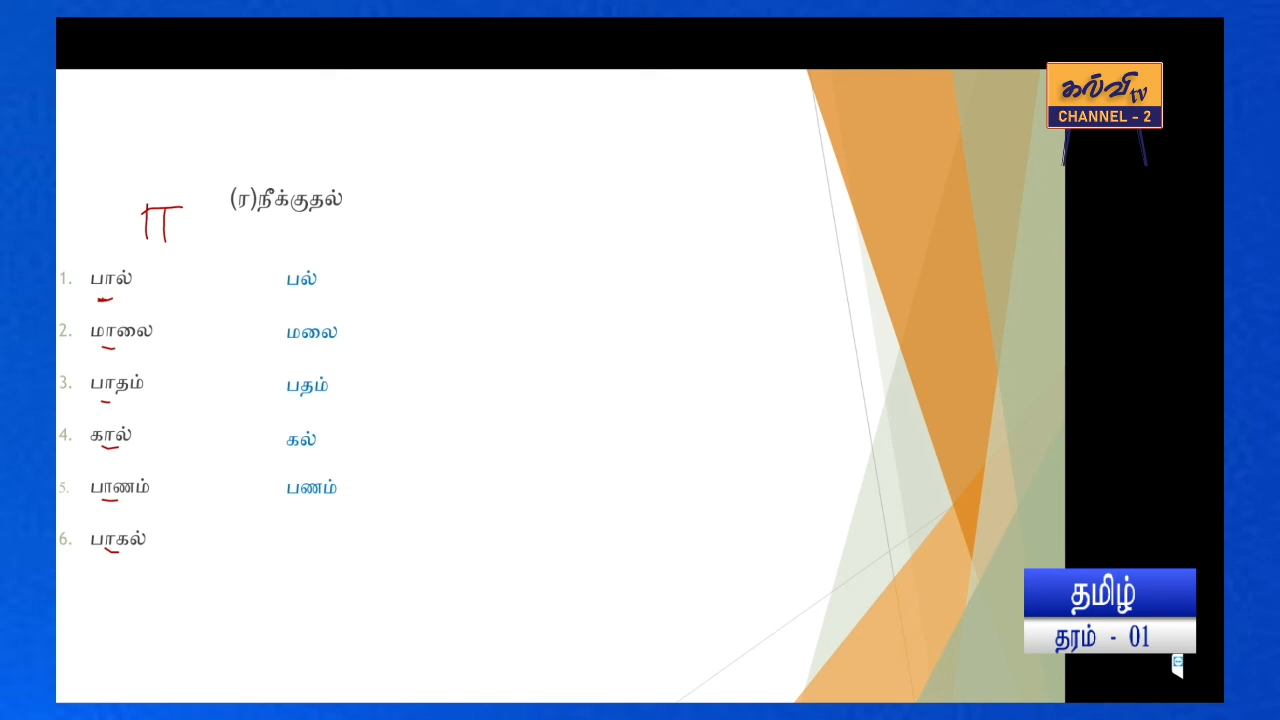 கல்வி tv
CHANNEL - 2
(ர)நீக்குதல்
ா
1. பால் பல்
2. மாலை மலை
3. பாதம் பதம்
4. கால் கல்
5. பாணம் பணம்
6. பாகல்
தமிழ்
தரம் - 01